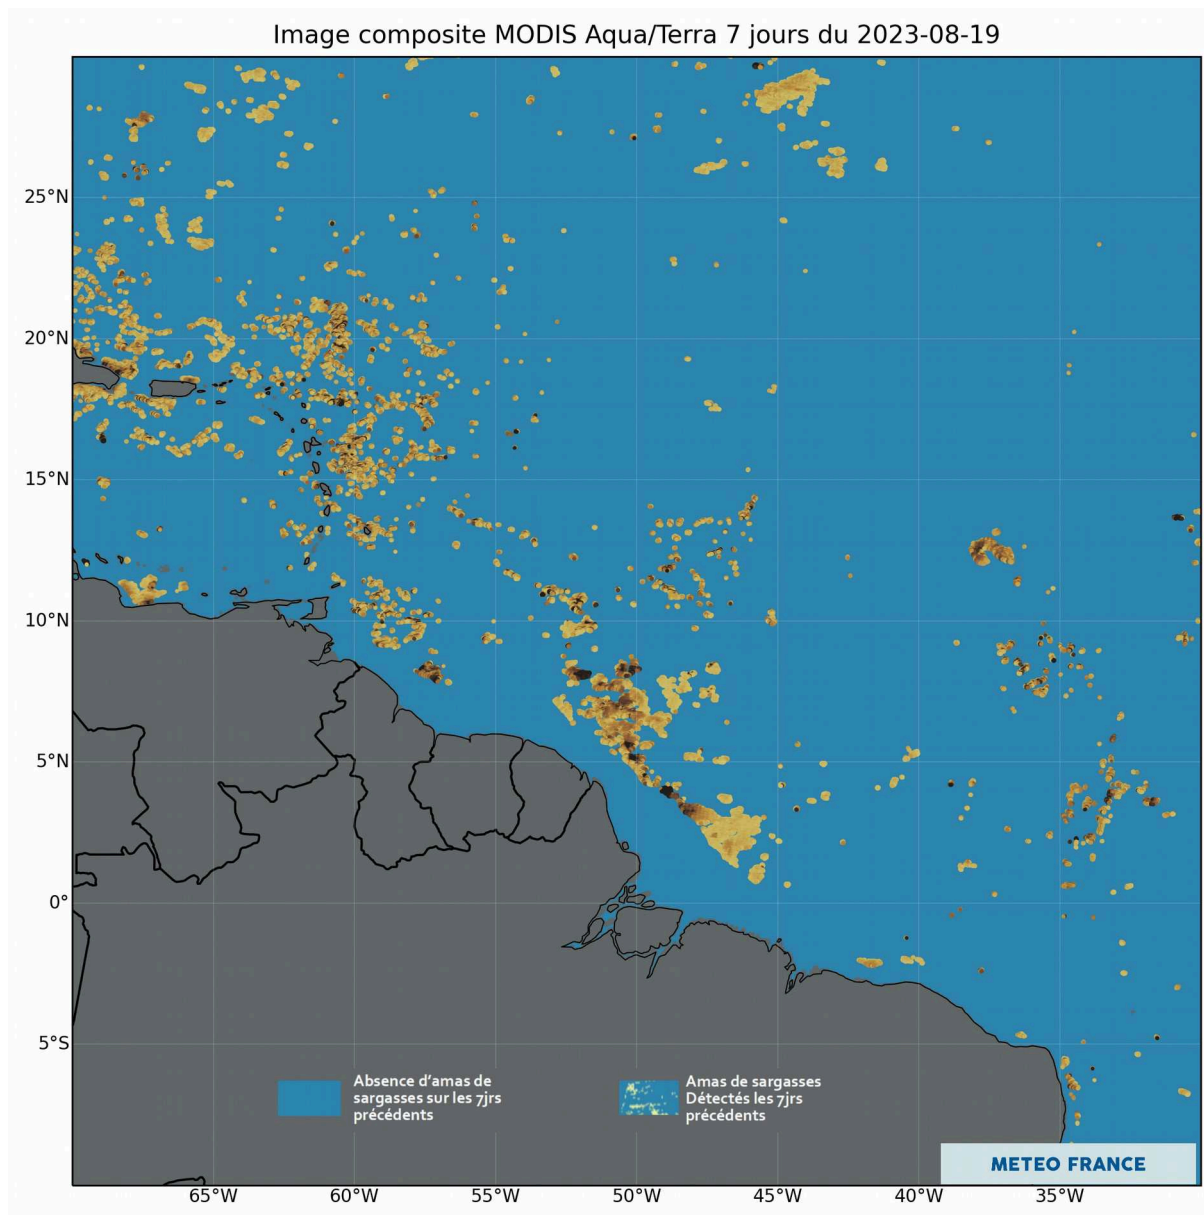 Image composite MODIS Aqua/Terra 7 jours du 2023-08-19
25°N
20°N
15°N
10°N
5°N
0°
5°S
Absence d'amas de
sargasses sur les 7jrs
précédents
Amas de sargasses
Détectés les 7jrs
précédents
METEO FRANCE
65°W
60°W
55°W
50°W
45°W
40°W
35°W